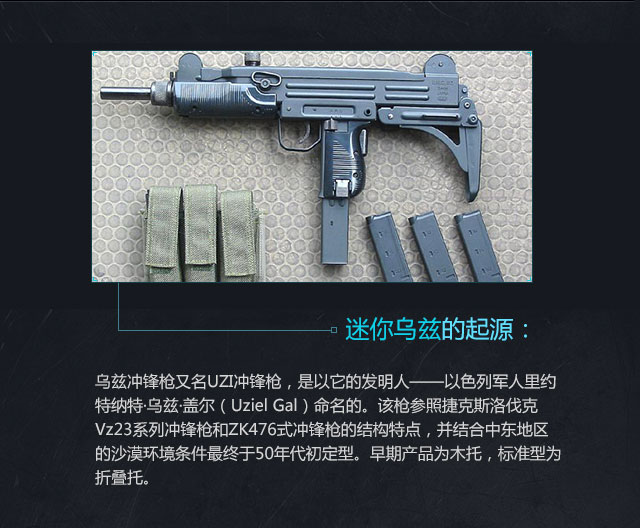 迷你乌兹的起源：
乌兹冲锋枪又名UZI冲锋枪，是以它的发明人——以色列军人里约
特纳特·乌兹·盖尔（Uziel Gal）命名的。该枪参照捷克斯洛伐克
Vz23系列冲锋枪和ZK476式冲锋枪的结构特点，并结合中东地区
的沙漠环境条件最终于50年代初定型。早期产品为木托，标准型为
折叠托。